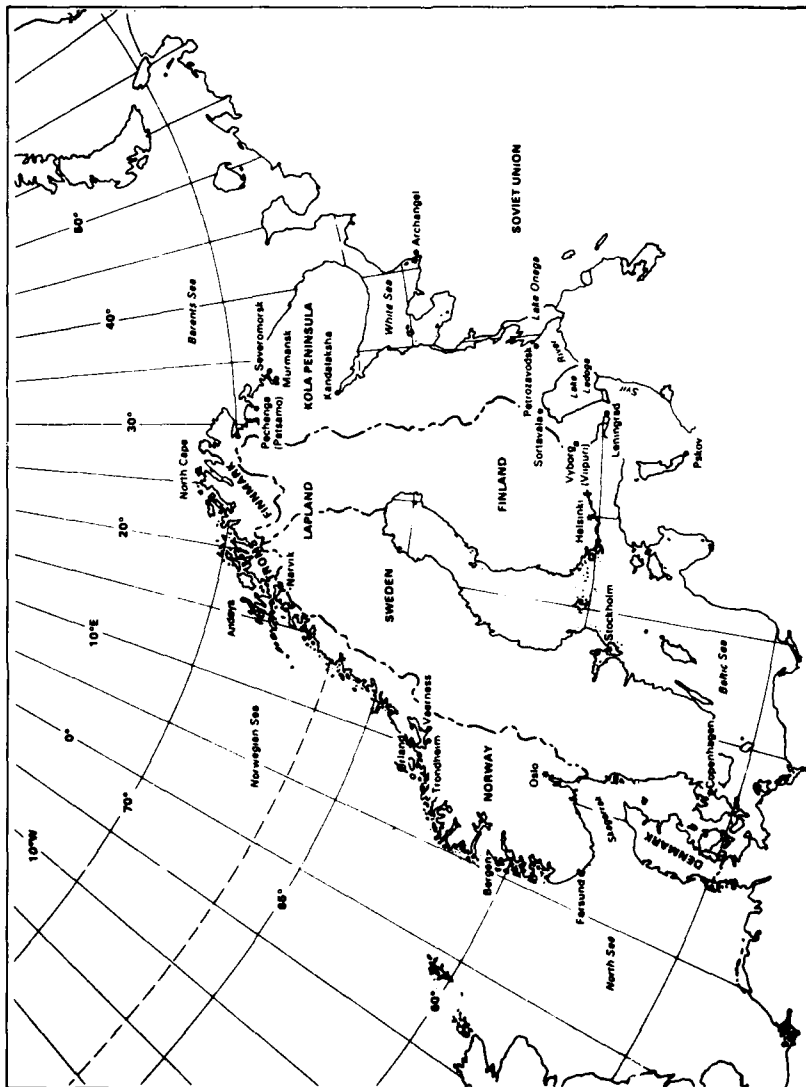 10°W
0°
10°E
20°
30°
40°
50°
70°
65
60°
Barents Sea
Norwegian Sea
North Cape
FINNMARK
Andøya
TROMS
Narvik
LAPLAND
Pechenga
(Petsamo)
Severomorsk
Murmansk
KOLA PENINSULA
Kandalaksha
White Sea
Archangel
SOVIET UNION
Lake Onega
Petrozavodsk
Sortavala
Lake
Ladoga
Svir
River
Vyborg
(Viipuri)
Leningrad
Pskov
FINLAND
Helsinki
SWEDEN
Stockholm
Baltic Sea
Vaerness
Trondheim
NORWAY
Oslo
Bergen
Farsund
Skagerrak
North Sea
DENMARK
Copenhagen